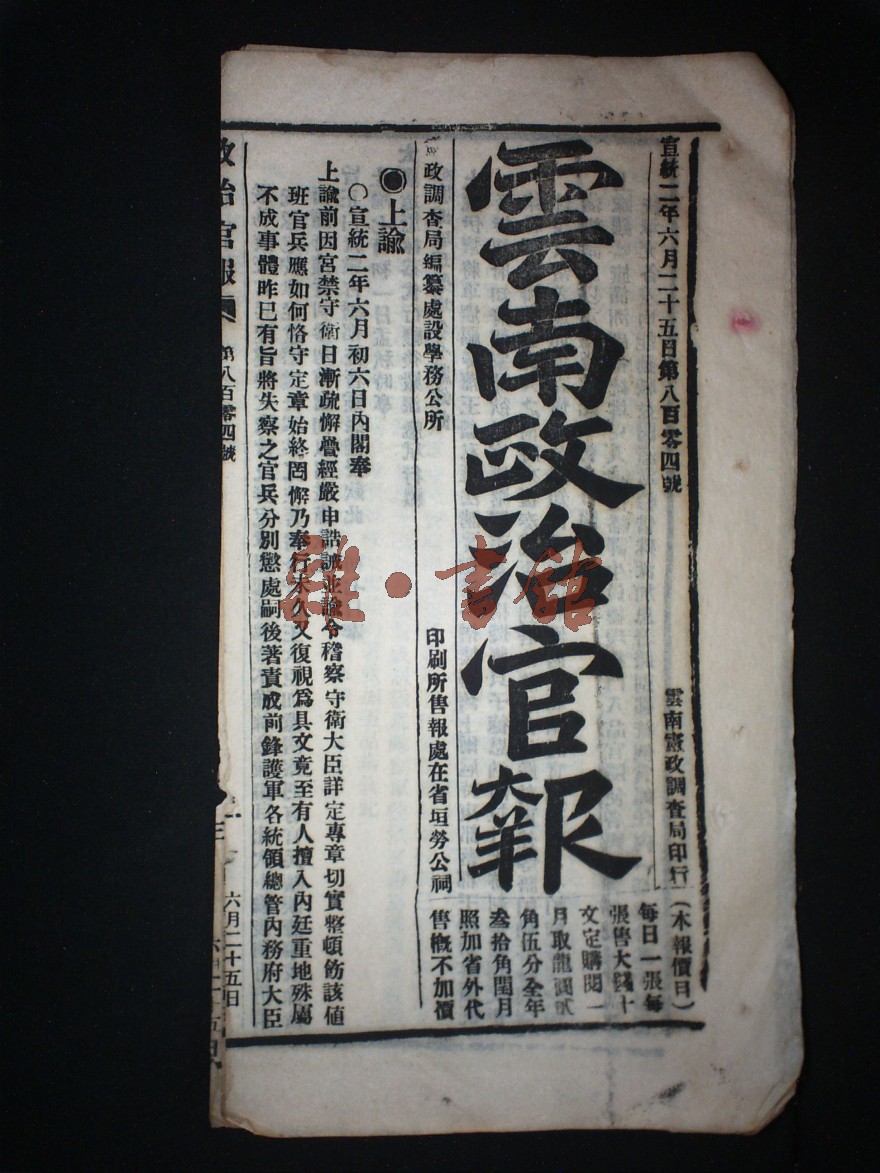 宣統二年六月二十五日第八百零四號
雲南憲政調查局印行
雲南政治官報
(本報價目)
每日一張每
張售大錢十
文定購閱一
月取龍圓貳
角伍分全年
叁拾角閏月
照加省外代
售槪不加價
政調查局編纂處設學務公所
印刷所售報處在省垣勞公祠
◉上諭
○宣統二年六月初六日內閣奉
上諭前因宮禁守衛日漸疏懈疊經嚴申誥誡並諭令稽察守衛大臣詳定專章切實整頓飭該値
班官兵應如何恪守定章始終罔懈乃奉行未久又復視爲具文竟至有人擅入內廷重地殊屬
不成事體昨已有旨將失察之官兵分別懲處嗣後著責成前鋒護軍各統領總管內務府大臣
政治官報
第八百零四號
六月二十五日
雅·書館